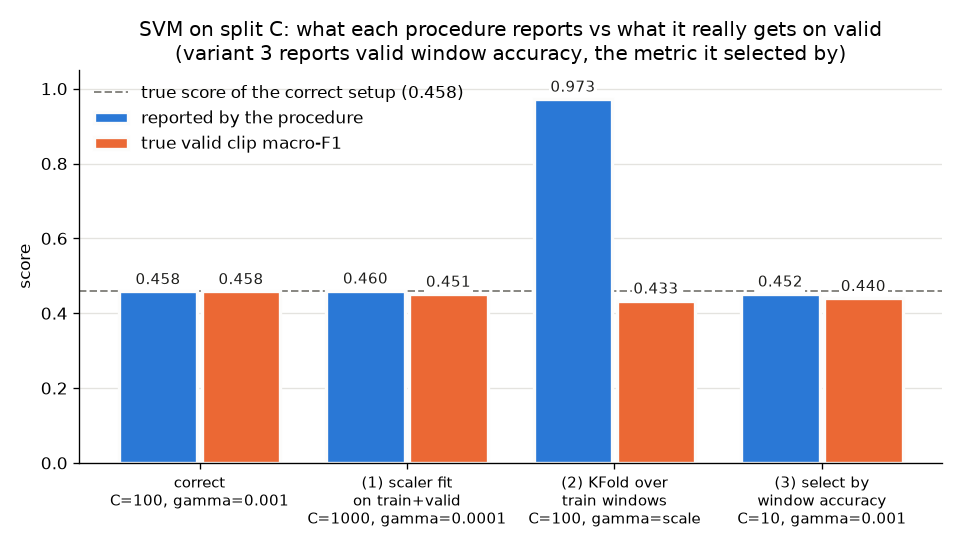 SVM on split C: what each procedure reports vs what it really gets on valid
(variant 3 reports valid window accuracy, the metric it selected by)
score
1.0
0.8
0.6
0.4
0.2
0.0
true score of the correct setup (0.458)
reported by the procedure
true valid clip macro-F1
0.458
0.458
0.460
0.451
0.973
0.433
0.452
0.440
correct
C=100, gamma=0.001
(1) scaler fit
on train+valid
C=1000, gamma=0.0001
(2) KFold over
train windows
C=100, gamma=scale
(3) select by
window accuracy
C=10, gamma=0.001